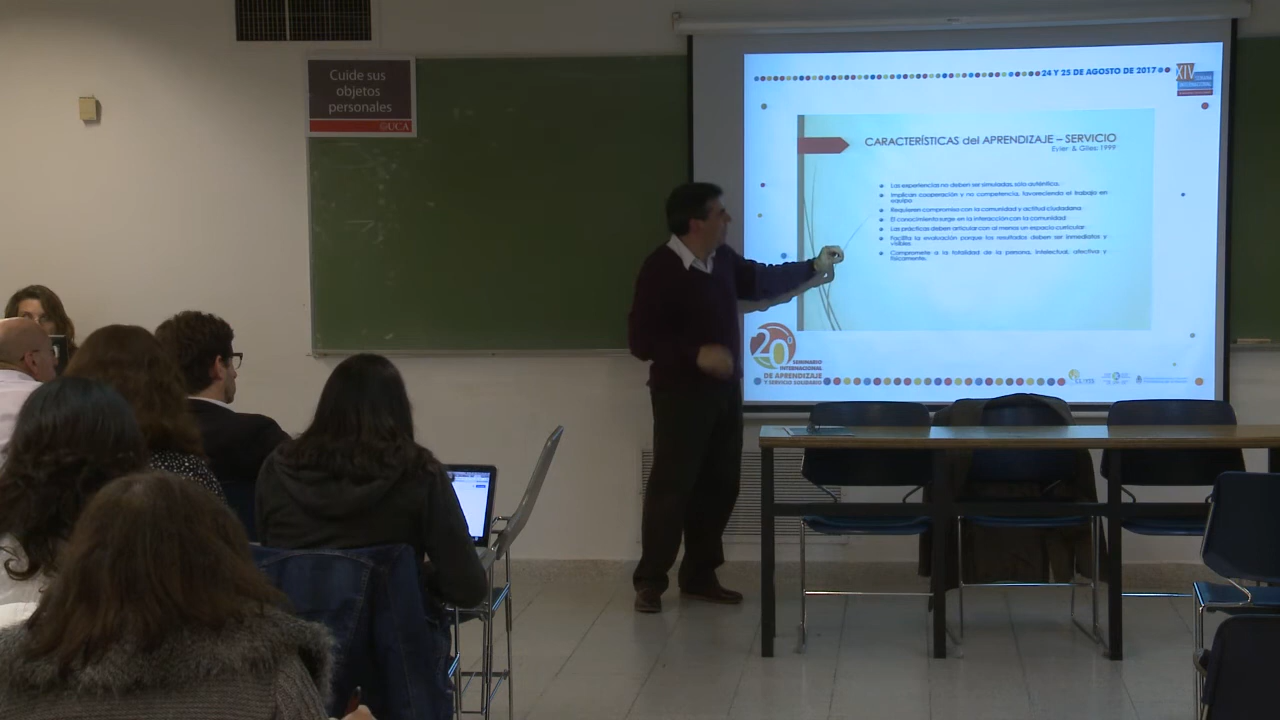 Cuide sus
objetos
personales
UCA
24 Y 25 DE AGOSTO DE 2017
XIV
CARACTERÍSTICAS del APRENDIZAJE – SERVICIO
Eyler & Giles: 1999
Las experiencias no deben ser simuladas, sólo auténtica.
Implican cooperación y no competencia, favoreciendo el trabajo en
equipo
Requieren compromiso con la comunidad y actitud ciudadana
El conocimiento surge en la interacción con la comunidad
Las prácticas deben articular con al menos un espacio curricular
Facilita la evaluación porque los resultados deben ser inmediatos y
visibles.
Compromete a la totalidad de la persona, intelectual, afectiva y
físicamente.
20º
SEMINARIO
INTERNACIONAL
DE APRENDIZAJE
Y SERVICIO SOLIDARIO
CLAYSS